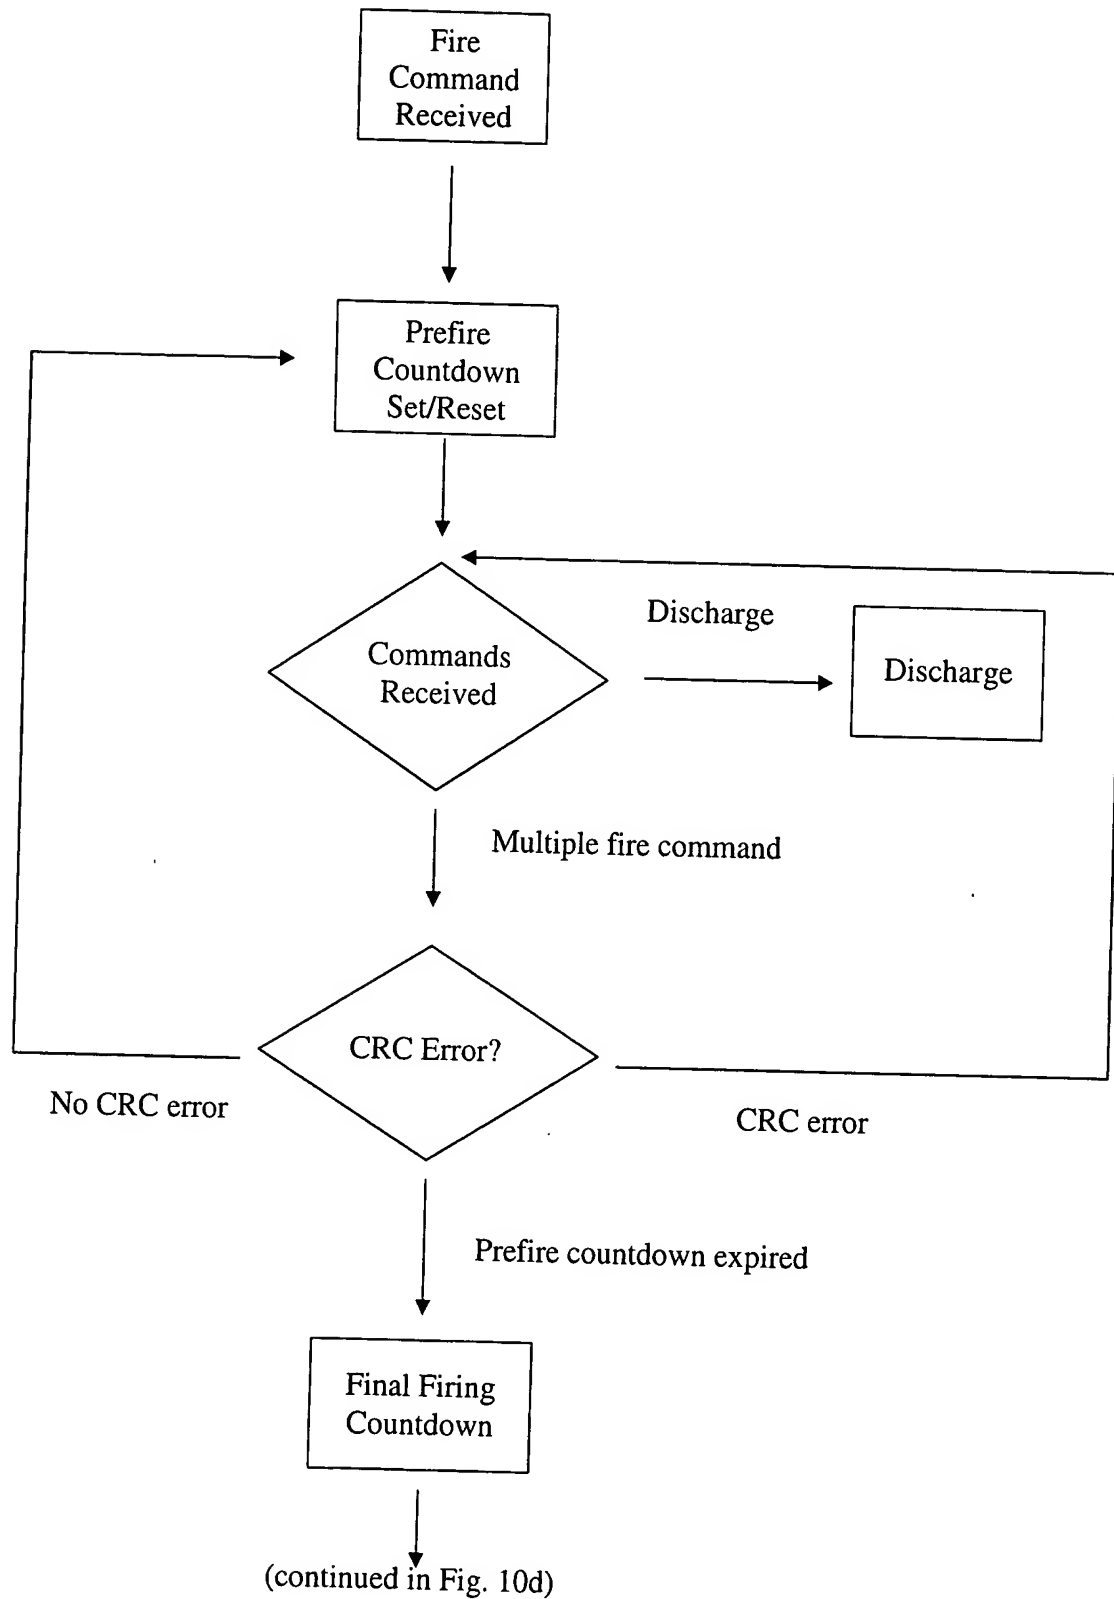 Fire
Command
Received
Prefire
Countdown
Set/Reset
Discharge
Commands
Received
Discharge
Multiple fire command
CRC Error?
No CRC error
CRC error
Prefire countdown expired
Final Firing
Countdown
(continued in Fig. 10d)